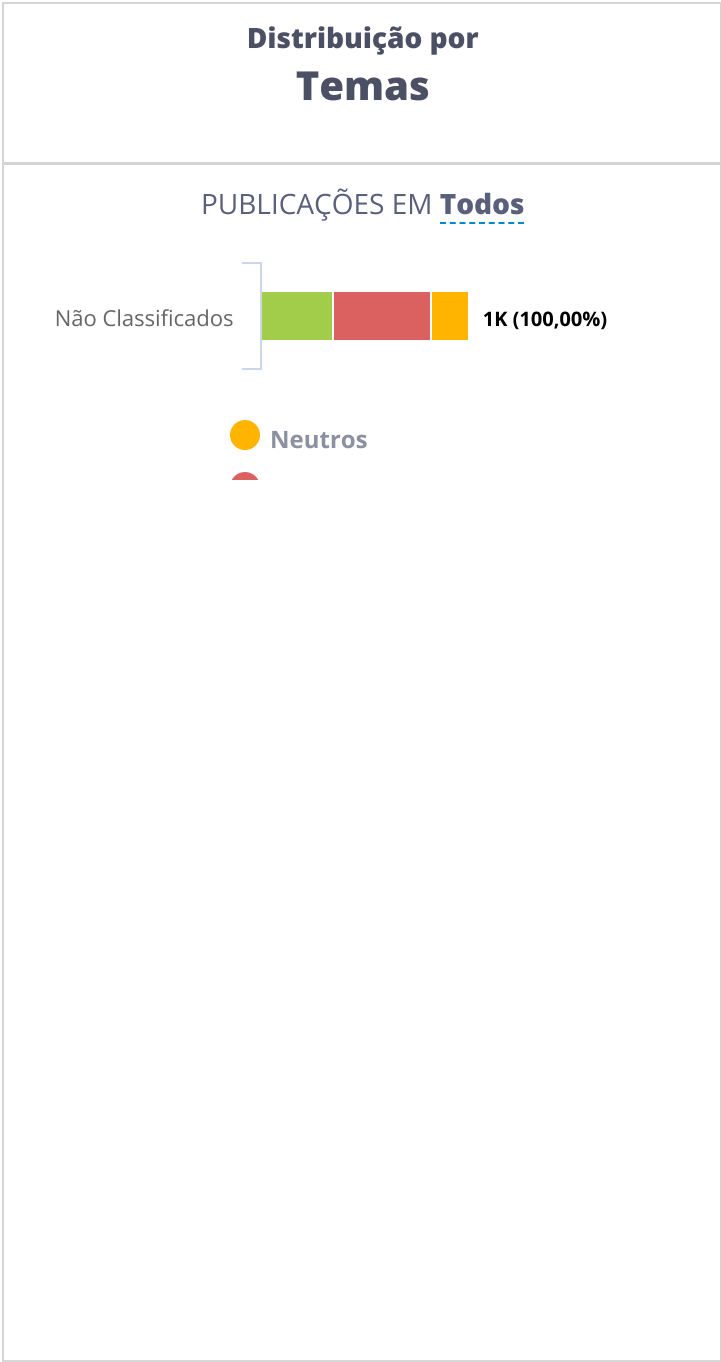 Distribuição por
Temas
PUBLICAÇÕES EM Todos
Não Classificados
1K (100,00%)
Neutros